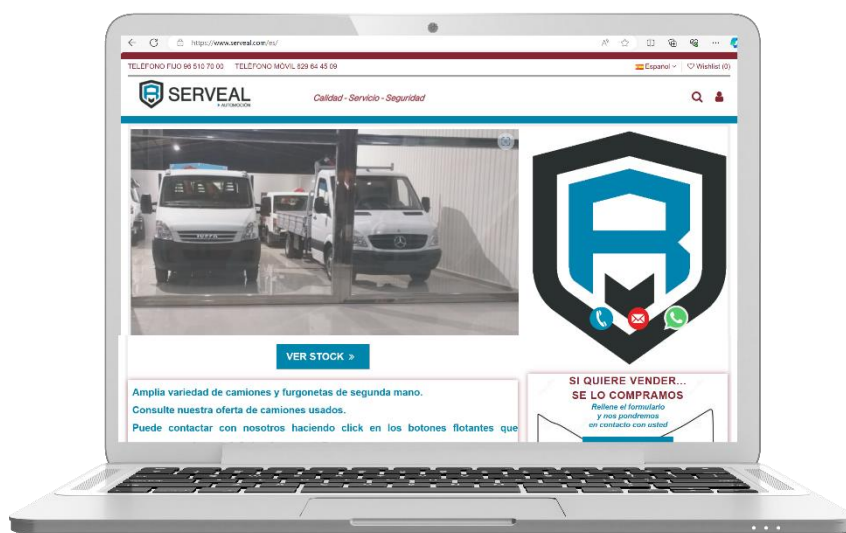 https://www.serveal.com/es/
TELÉFONO FIJO 96 510 70 00 TELÉFONO MÓVIL 629 64 45 09
Español
Wishlist (0)
SERVEAL
AUTOMOCIÓN
Calidad - Servicio - Seguridad
IVECO
VER STOCK »
Amplia variedad de camiones y furgonetas de segunda mano.
Consulte nuestra oferta de camiones usados.
Puede contactar con nosotros haciendo click en los botones flotantes que
SI QUIERE VENDER...
SE LO COMPRAMOS
Rellene el formulario
y nos pondremos
en contacto con usted